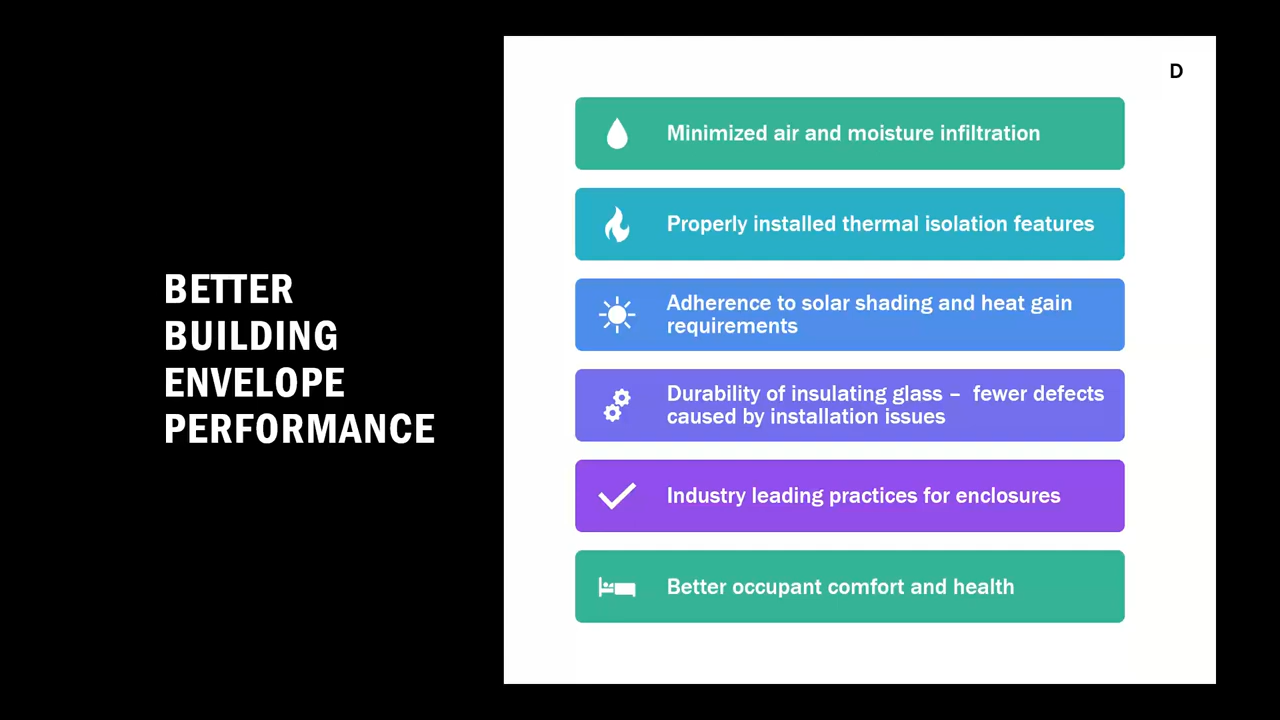 BETTER
BUILDING
ENVELOPE
PERFORMANCE
D
Minimized air and moisture infiltration
Properly installed thermal isolation features
Adherence to solar shading and heat gain
requirements
Durability of insulating glass –  fewer defects
caused by installation issues
Industry leading practices for enclosures
Better occupant comfort and health